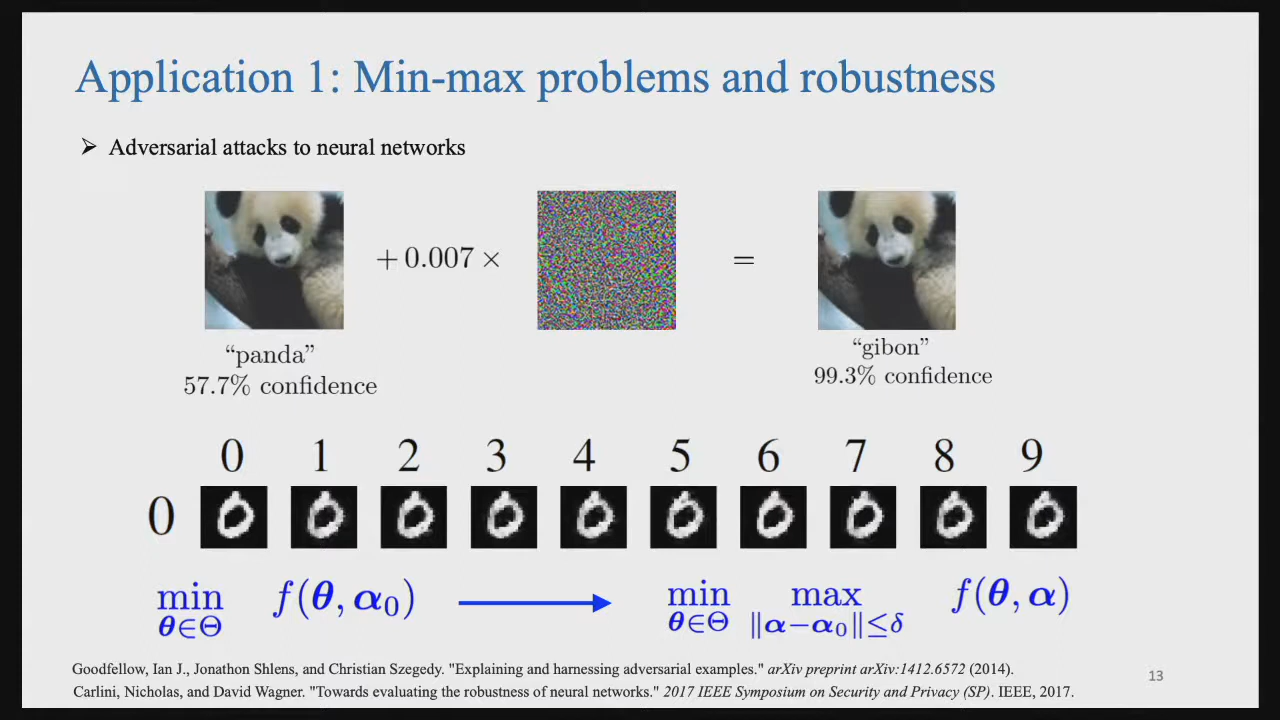 Application 1: Min-max problems and robustness
➢ Adversarial attacks to neural networks
+ 0.007 ×
=
“panda”
57.7% confidence
“gibon”
99.3% confidence
0 1 2 3 4 5 6 7 8 9
0
min θ∈Θ f(θ, α₀) → min θ∈Θ max ‖α−α₀‖≤δ f(θ, α)
Goodfellow, Ian J., Jonathon Shlens, and Christian Szegedy. "Explaining and harnessing adversarial examples." arXiv preprint arXiv:1412.6572 (2014).
Carlini, Nicholas, and David Wagner. "Towards evaluating the robustness of neural networks." 2017 IEEE Symposium on Security and Privacy (SP). IEEE, 2017.
13